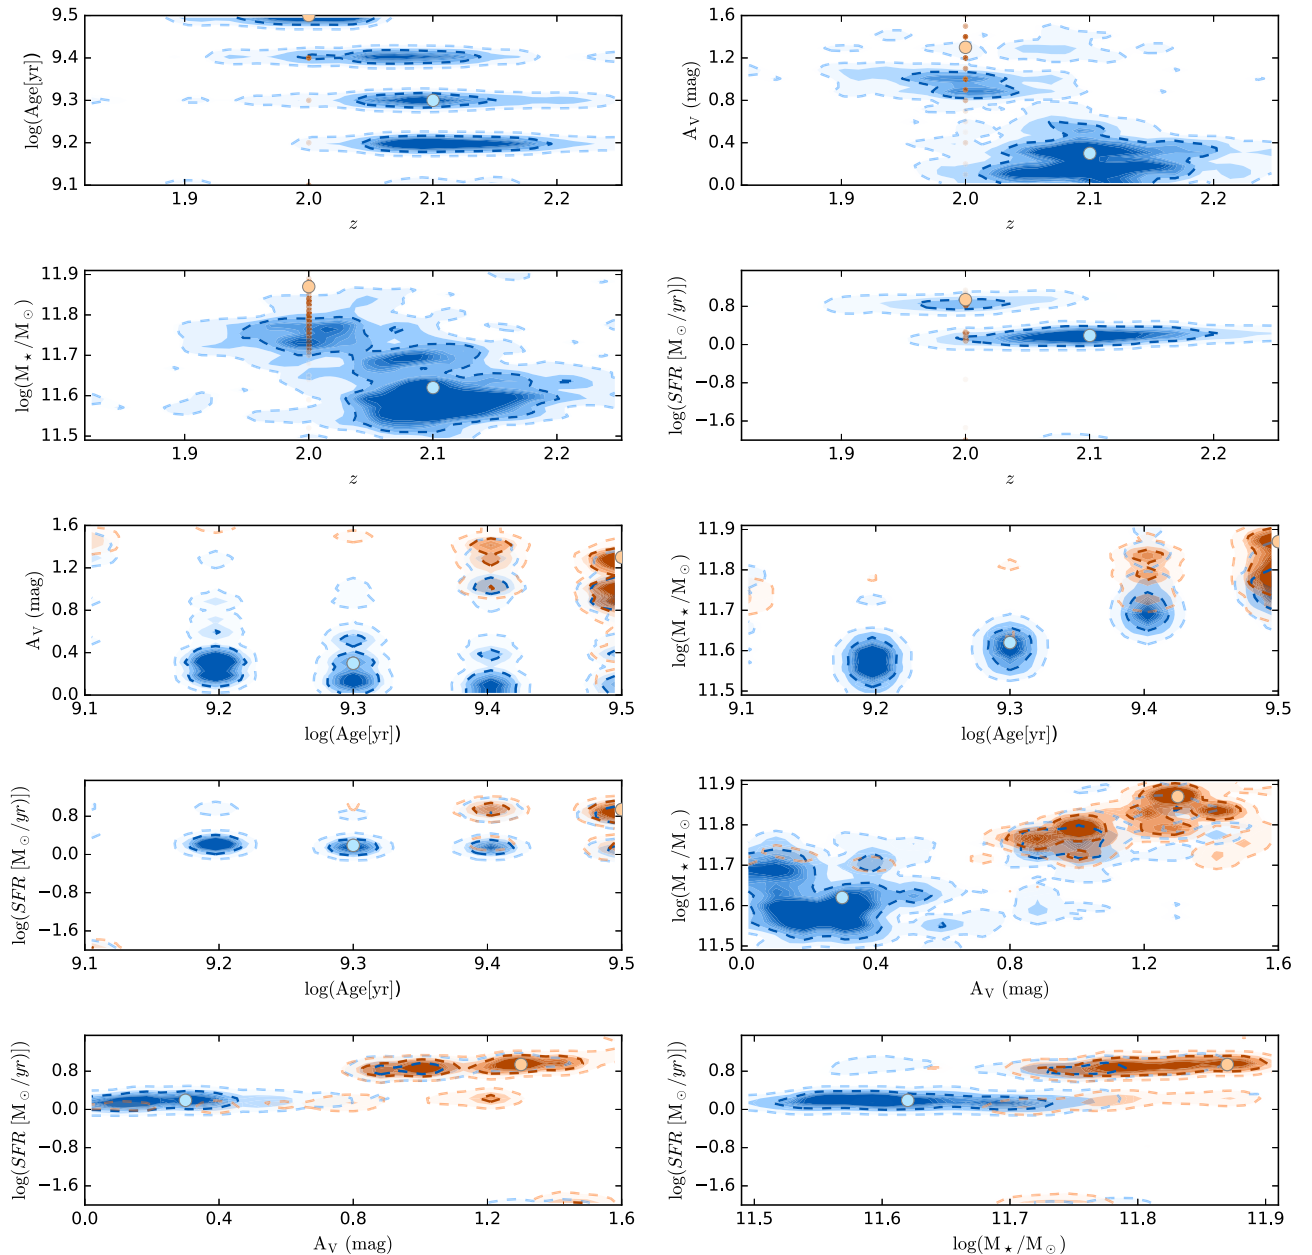 9.5
9.4
9.3
9.2
9.1
log(Age[yr])
1.9 2.0 2.1 2.2
z
1.6
1.2
0.8
0.4
0.0
A_V (mag)
1.9 2.0 2.1 2.2
z
11.9
11.8
11.7
11.6
11.5
log(M⋆/M⊙)
1.9 2.0 2.1 2.2
z
0.8
0.0
−0.8
−1.6
log(SFR [M⊙/yr)])
1.9 2.0 2.1 2.2
z
1.6
1.2
0.8
0.4
0.0
A_V (mag)
9.1 9.2 9.3 9.4 9.5
log(Age[yr])
11.9
11.8
11.7
11.6
11.5
log(M⋆/M⊙)
9.1 9.2 9.3 9.4 9.5
log(Age[yr])
0.8
0.0
−0.8
−1.6
log(SFR [M⊙/yr)])
9.1 9.2 9.3 9.4 9.5
log(Age[yr])
11.9
11.8
11.7
11.6
11.5
log(M⋆/M⊙)
0.0 0.4 0.8 1.2 1.6
A_V (mag)
0.8
0.0
−0.8
−1.6
log(SFR [M⊙/yr)])
0.0 0.4 0.8 1.2 1.6
A_V (mag)
0.8
0.0
−0.8
−1.6
log(SFR [M⊙/yr)])
11.5 11.6 11.7 11.8 11.9
log(M⋆/M⊙)